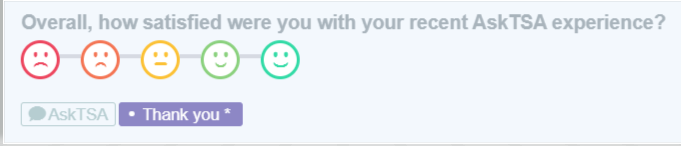 Overall, how satisfied were you with your recent AskTSA experience?
AskTSA • Thank you *